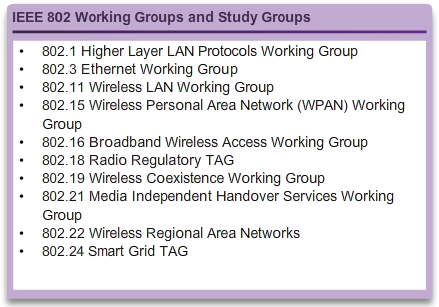 IEEE 802 Working Groups and Study Groups
• 802.1 Higher Layer LAN Protocols Working Group
• 802.3 Ethernet Working Group
• 802.11 Wireless LAN Working Group
• 802.15 Wireless Personal Area Network (WPAN) Working
Group
• 802.16 Broadband Wireless Access Working Group
• 802.18 Radio Regulatory TAG
• 802.19 Wireless Coexistence Working Group
• 802.21 Media Independent Handover Services Working
Group
• 802.22 Wireless Regional Area Networks
• 802.24 Smart Grid TAG